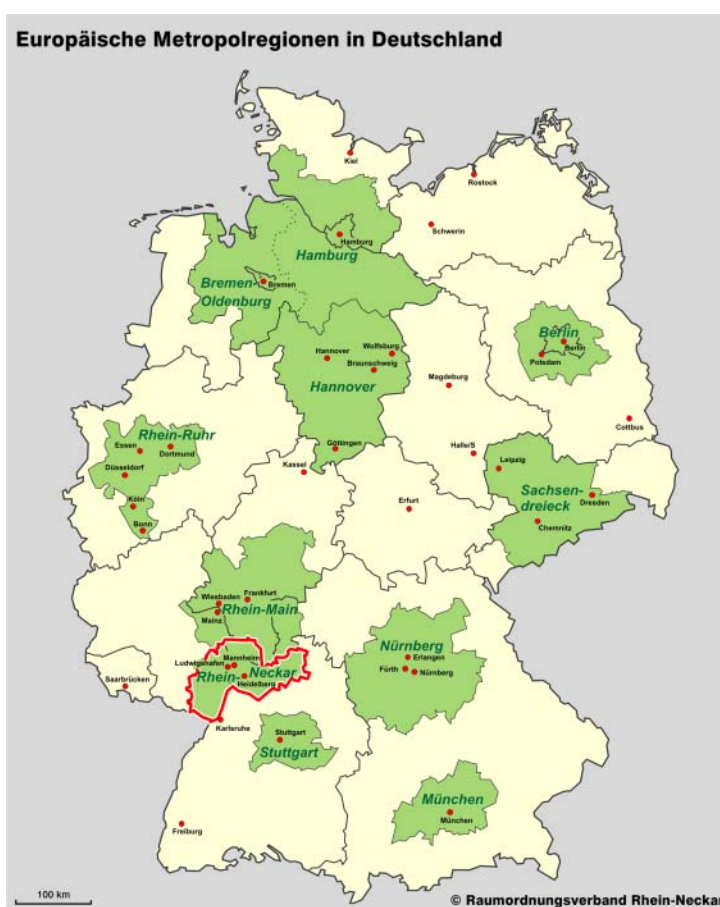 Europäische Metropolregionen in Deutschland
Kiel
Rostock
Schwerin
Hamburg
Hamburg
Bremen-
Oldenburg
Bremen
Berlin
Berlin
Potsdam
Hannover
Wolfsburg
Braunschweig
Hannover
Magdeburg
Cottbus
Rhein-Ruhr
Essen
Dortmund
Düsseldorf
Köln
Bonn
Göttingen
Kassel
Halle/S
Leipzig
Sachsen-
dreieck
Dresden
Chemnitz
Erfurt
Wiesbaden
Frankfurt
Rhein-Main
Mainz
Ludwigshafen
Mannheim
Rhein-
Neckar
Heidelberg
Saarbrücken
Nürnberg
Erlangen
Fürth
Nürnberg
Karlsruhe
Stuttgart
Stuttgart
München
München
Freiburg
100 km
© Raumordnungsverband Rhein-Neckar